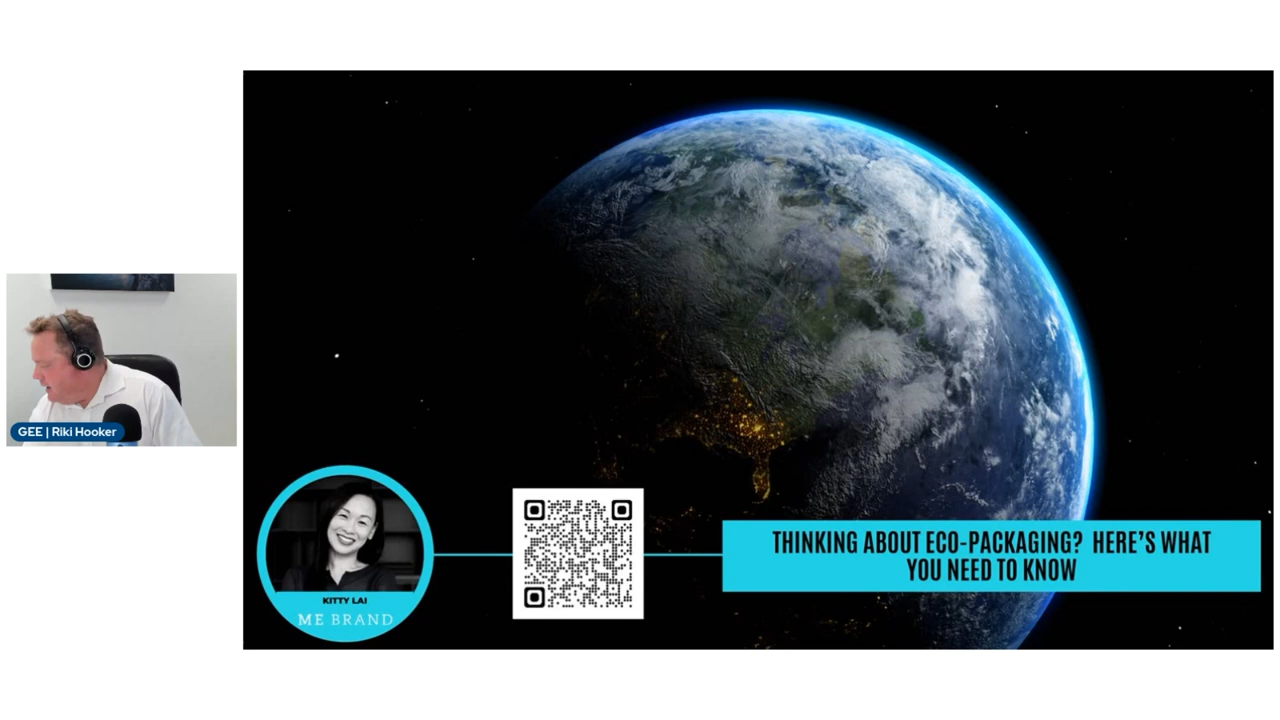 GEE | Riki Hooker
KITTY LAI
ME BRAND
THINKING ABOUT ECO-PACKAGING? HERE'S WHAT
YOU NEED TO KNOW